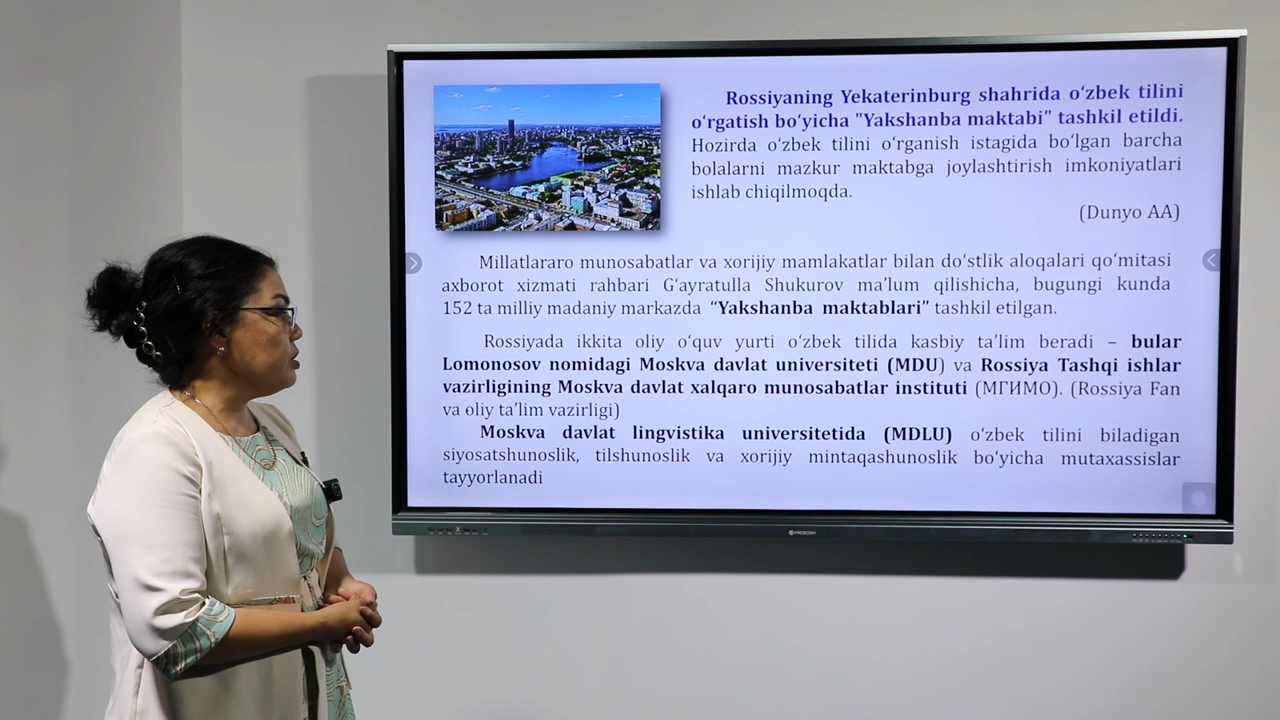 Rossiyaning Yekaterinburg shahrida o‘zbek tilini
o‘rgatish bo‘yicha "Yakshanba maktabi" tashkil etildi.
Hozirda o‘zbek tilini o‘rganish istagida bo‘lgan barcha
bolalarni mazkur maktabga joylashtirish imkoniyatlari
ishlab chiqilmoqda.
(Dunyo AA)
Millatlararo munosabatlar va xorijiy mamlakatlar bilan do‘stlik aloqalari qo‘mitasi
axborot xizmati rahbari G‘ayratulla Shukurov ma’lum qilishicha, bugungi kunda
152 ta milliy madaniy markazda “Yakshanba maktablari” tashkil etilgan.
Rossiyada ikkita oliy o‘quv yurti o‘zbek tilida kasbiy ta’lim beradi – bular
Lomonosov nomidagi Moskva davlat universiteti (MDU) va Rossiya Tashqi ishlar
vazirligining Moskva davlat xalqaro munosabatlar instituti (МГИМО). (Rossiya Fan
va oliy ta’lim vazirligi)
Moskva davlat lingvistika universitetida (MDLU) o‘zbek tilini biladigan
siyosatshunoslik, tilshunoslik va xorijiy mintaqashunoslik bo‘yicha mutaxassislar
tayyorlanadi